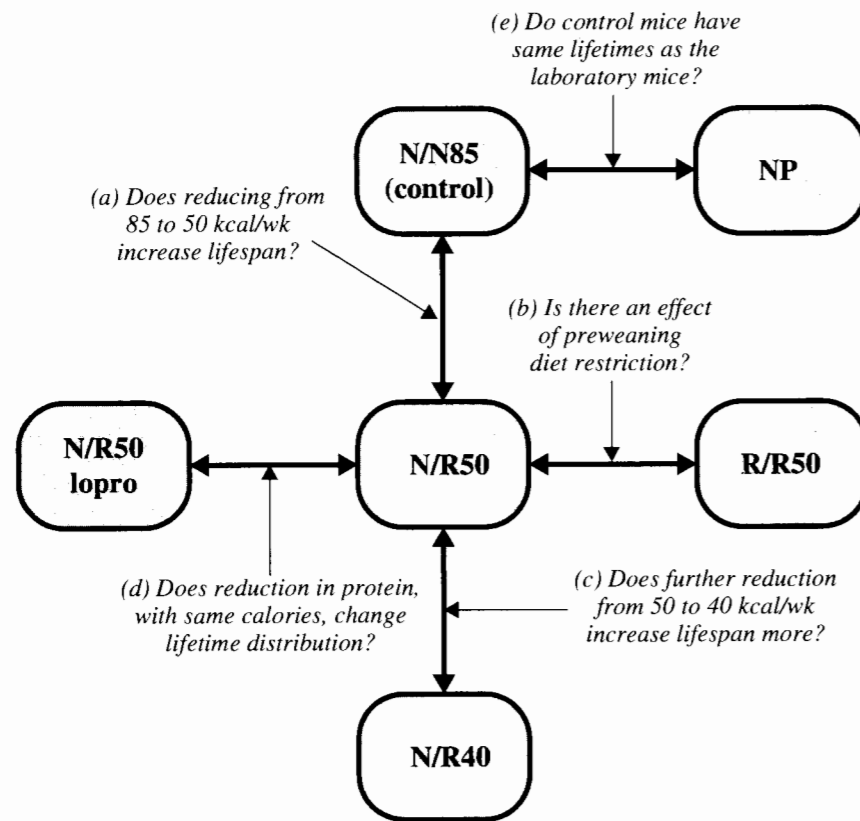 (e) Do control mice have
same lifetimes as the
laboratory mice?
N/N85
(control)
NP
(a) Does reducing from
85 to 50 kcal/wk
increase lifespan?
(b) Is there an effect
of preweaning
diet restriction?
N/R50
lopro
N/R50
R/R50
(d) Does reduction in protein,
with same calories, change
lifetime distribution?
(c) Does further reduction
from 50 to 40 kcal/wk
increase lifespan more?
N/R40